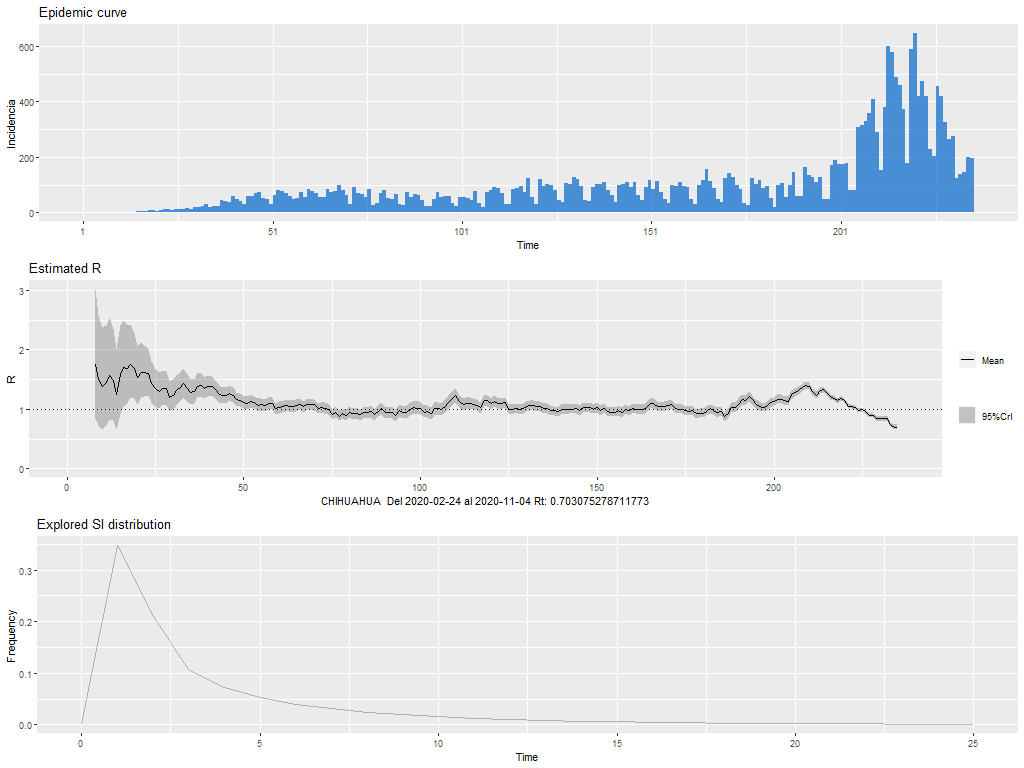 Epidemic curve
Incidencia
600
400
200
0
1 51 101 151 201
Time
Estimated R
R
3
2
1
0
Mean
95%CrI
0 50 100 150 200
CHIHUAHUA Del 2020-02-24 al 2020-11-04 Rt: 0.703075278711773
Explored SI distribution
Frequency
0.3
0.2
0.1
0.0
0 5 10 15 20 25
Time